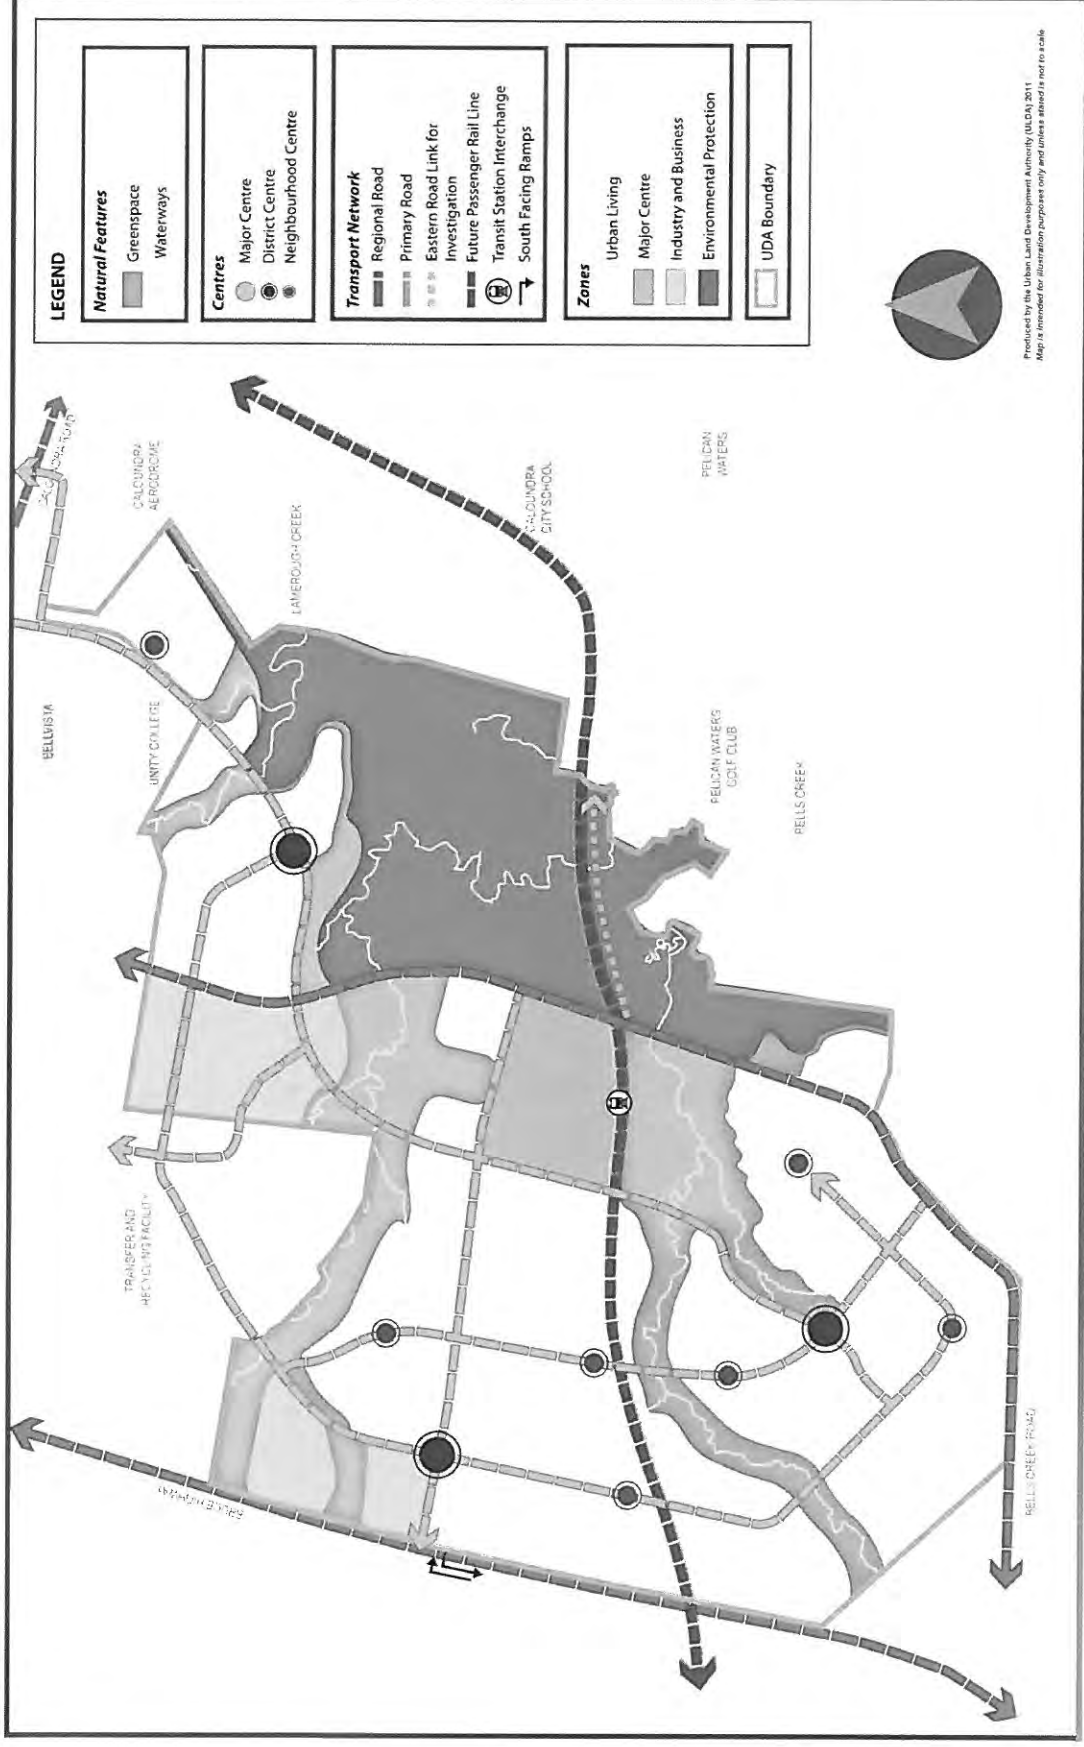 LEGEND
Natural Features
Greenspace
Waterways
Centres
Major Centre
District Centre
Neighbourhood Centre
Transport Network
Regional Road
Primary Road
Eastern Road Link for
Investigation
Future Passenger Rail Line
Transit Station Interchange
South Facing Ramps
Zones
Urban Living
Major Centre
Industry and Business
Environmental Protection
UDA Boundary
Produced by the Urban Land Development Authority (ULDA) 2011
Map is intended for illustration purposes only and unless stated is not to scale
CALOUNDRA ROAD
CALOUNDRA
AERODROME
BELLVISTA
UNITY COLLEGE
LAMEROUGH CREEK
CALOUNDRA
CITY SCHOOL
PELICAN
WATERS
PELICAN WATERS
GOLF CLUB
BELLS CREEK
TRANSFER AND
RECYCLING FACILITY
BRUCE HIGHWAY
BELLS CREEK ROAD